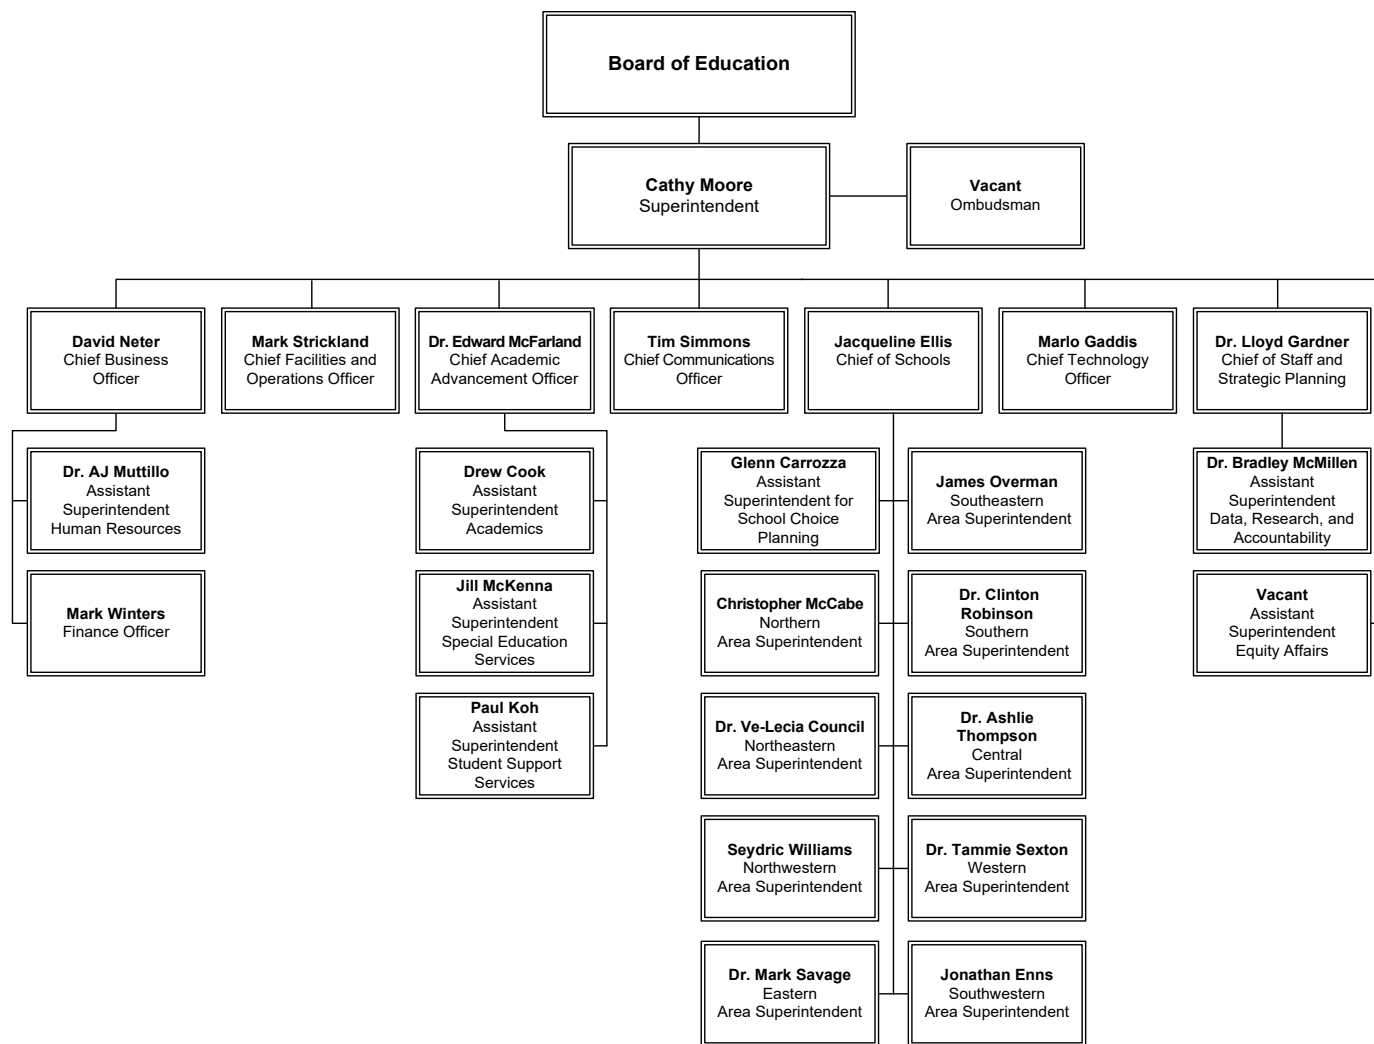 Board of Education
Cathy Moore
Superintendent
Vacant
Ombudsman
David Neter
Chief Business
Officer
Mark Strickland
Chief Facilities and
Operations Officer
Dr. Edward McFarland
Chief Academic
Advancement Officer
Tim Simmons
Chief Communications
Officer
Jacqueline Ellis
Chief of Schools
Marlo Gaddis
Chief Technology
Officer
Dr. Lloyd Gardner
Chief of Staff and
Strategic Planning
Dr. AJ Muttillo
Assistant
Superintendent
Human Resources
Drew Cook
Assistant
Superintendent
Academics
Glenn Carrozza
Assistant
Superintendent for
School Choice
Planning
James Overman
Southeastern
Area Superintendent
Dr. Bradley McMillen
Assistant
Superintendent
Data, Research, and
Accountability
Mark Winters
Finance Officer
Jill McKenna
Assistant
Superintendent
Special Education
Services
Christopher McCabe
Northern
Area Superintendent
Dr. Clinton
Robinson
Southern
Area Superintendent
Vacant
Assistant
Superintendent
Equity Affairs
Paul Koh
Assistant
Superintendent
Student Support
Services
Dr. Ve-Lecia Council
Northeastern
Area Superintendent
Dr. Ashlie
Thompson
Central
Area Superintendent
Seydric Williams
Northwestern
Area Superintendent
Dr. Tammie Sexton
Western
Area Superintendent
Dr. Mark Savage
Eastern
Area Superintendent
Jonathan Enns
Southwestern
Area Superintendent